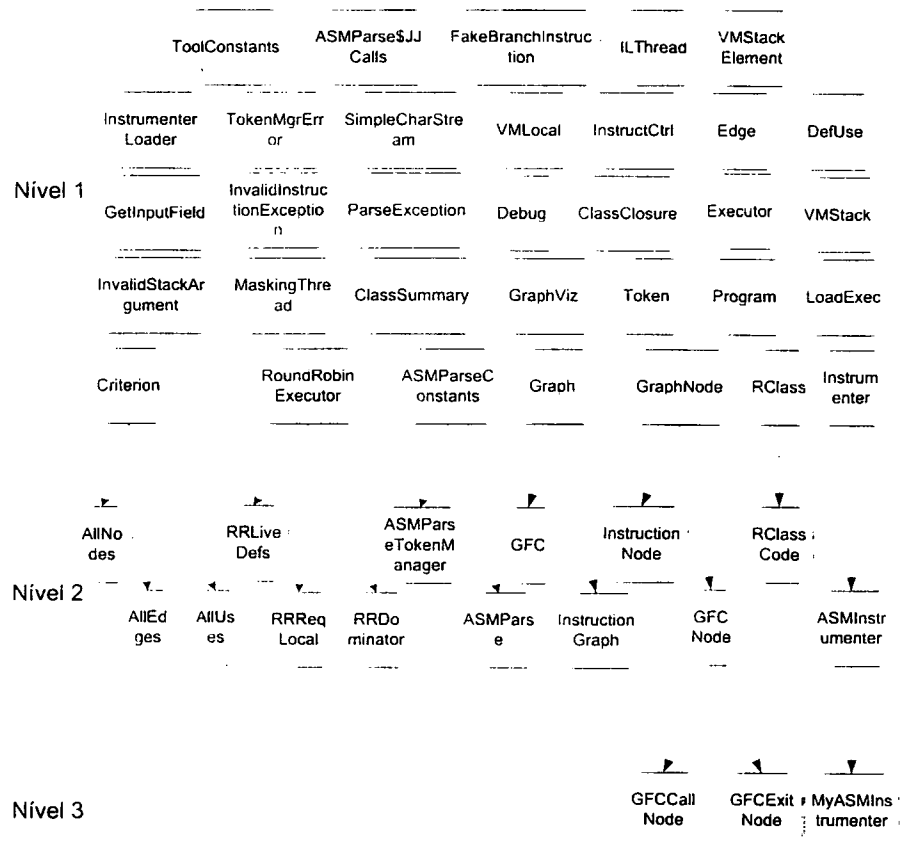 ToolConstants
ASMParse$JJ
Calls
FakeBranchInstruc
tion
ILThread
VMStack
Element
Instrumenter
Loader
TokenMgrErr
or
SimpleCharStre
am
VMLocal
InstructCtrl
Edge
DefUse
Nível 1
GetInputField
InvalidInstruc
tionExceptio
n
ParseException
Debug
ClassClosure
Executor
VMStack
InvalidStackAr
gument
MaskingThre
ad
ClassSummary
GraphViz
Token
Program
LoadExec
Criterion
RoundRobin
Executor
ASMParseC
onstants
Graph
GraphNode
RClass
Instrum
enter
AllNo
des
RRLive
Defs
ASMPars
eTokenM
anager
GFC
Instruction
Node
RClass
Code
Nível 2
AllEd
ges
AllUs
es
RRReq
Local
RRDo
minator
ASMPars
e
Instruction
Graph
GFC
Node
ASMInstr
umenter
Nível 3
GFCCall
Node
GFCExit
Node
MyASMIns
trumenter